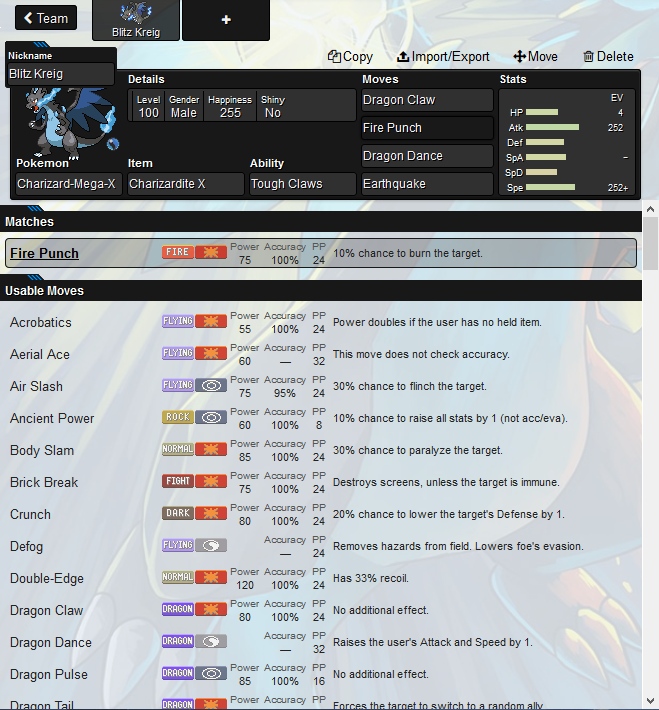 Team
Blitz Kreig
+
Copy Import/Export Move Delete
Nickname
Blitz Kreig
Details
Level Gender Happiness Shiny
100 Male 255 No
Pokemon Item Ability
Charizard-Mega-X Charizardite X Tough Claws
Moves
Dragon Claw
Fire Punch
Dragon Dance
Earthquake
Stats
EV
HP 4
Atk 252
Def
SpA –
SpD
Spe 252+
Matches
Fire Punch FIRE Power 75 Accuracy 100% PP 24 10% chance to burn the target.
Usable Moves
Acrobatics FLYING Power 55 Accuracy 100% PP 24 Power doubles if the user has no held item.
Aerial Ace FLYING Power 60 Accuracy — PP 32 This move does not check accuracy.
Air Slash FLYING Power 75 Accuracy 95% PP 24 30% chance to flinch the target.
Ancient Power ROCK Power 60 Accuracy 100% PP 8 10% chance to raise all stats by 1 (not acc/eva).
Body Slam NORMAL Power 85 Accuracy 100% PP 24 30% chance to paralyze the target.
Brick Break FIGHT Power 75 Accuracy 100% PP 24 Destroys screens, unless the target is immune.
Crunch DARK Power 80 Accuracy 100% PP 24 20% chance to lower the target's Defense by 1.
Defog FLYING Accuracy — PP 24 Removes hazards from field. Lowers foe's evasion.
Double-Edge NORMAL Power 120 Accuracy 100% PP 24 Has 33% recoil.
Dragon Claw DRAGON Power 80 Accuracy 100% PP 24 No additional effect.
Dragon Dance DRAGON Accuracy — PP 32 Raises the user's Attack and Speed by 1.
Dragon Pulse DRAGON Power 85 Accuracy 100% PP 16 No additional effect.
Dragon Tail DRAGON Power Accuracy PP Forces the target to switch to a random ally.